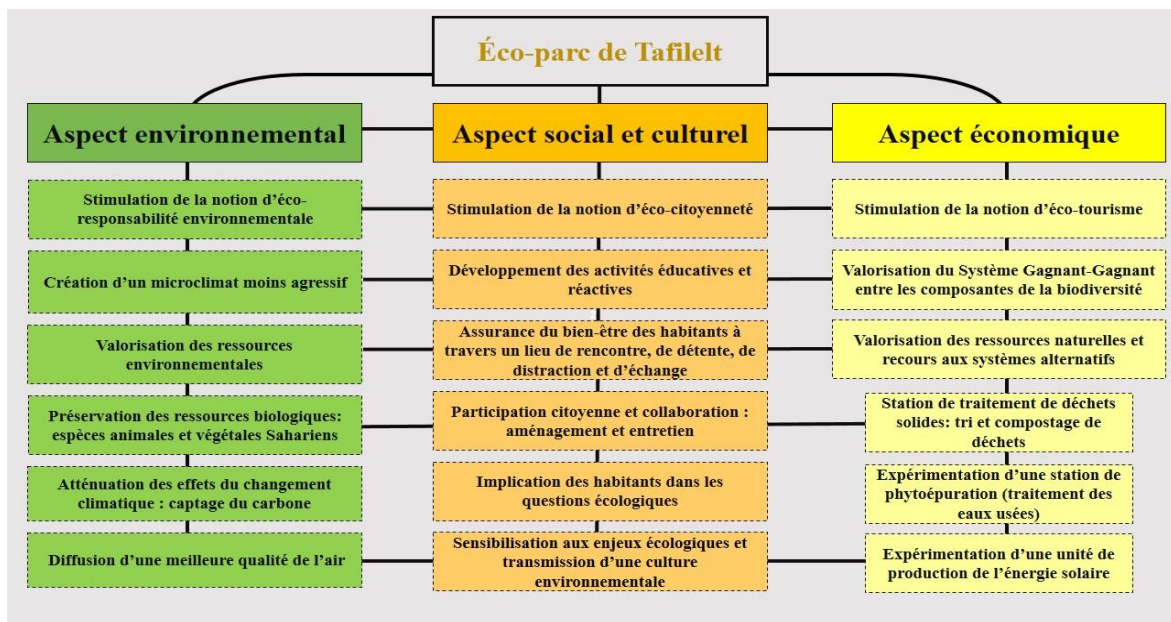 Éco-parc de Tafilelt
Aspect environnemental
Stimulation de la notion d'éco-
responsabilité environnementale
Création d'un microclimat moins agressif
Valorisation des ressources
environnementales
Préservation des ressources biologiques:
espèces animales et végétales Sahariens
Atténuation des effets du changement
climatique : captage du carbone
Diffusion d'une meilleure qualité de l'air
Aspect social et culturel
Stimulation de la notion d'éco-citoyenneté
Développement des activités éducatives et
réactives
Assurance du bien-être des habitants à
travers un lieu de rencontre, de détente, de
distraction et d'échange
Participation citoyenne et collaboration :
aménagement et entretien
Implication des habitants dans les
questions écologiques
Sensibilisation aux enjeux écologiques et
transmission d'une culture
environnementale
Aspect économique
Stimulation de la notion d'éco-tourisme
Valorisation du Système Gagnant-Gagnant
entre les composantes de la biodiversité
Valorisation des ressources naturelles et
recours aux systèmes alternatifs
Station de traitement de déchets
solides: tri et compostage de
déchets
Expérimentation d'une station de
phytoépuration (traitement des
eaux usées)
Expérimentation d'une unité de
production de l'énergie solaire